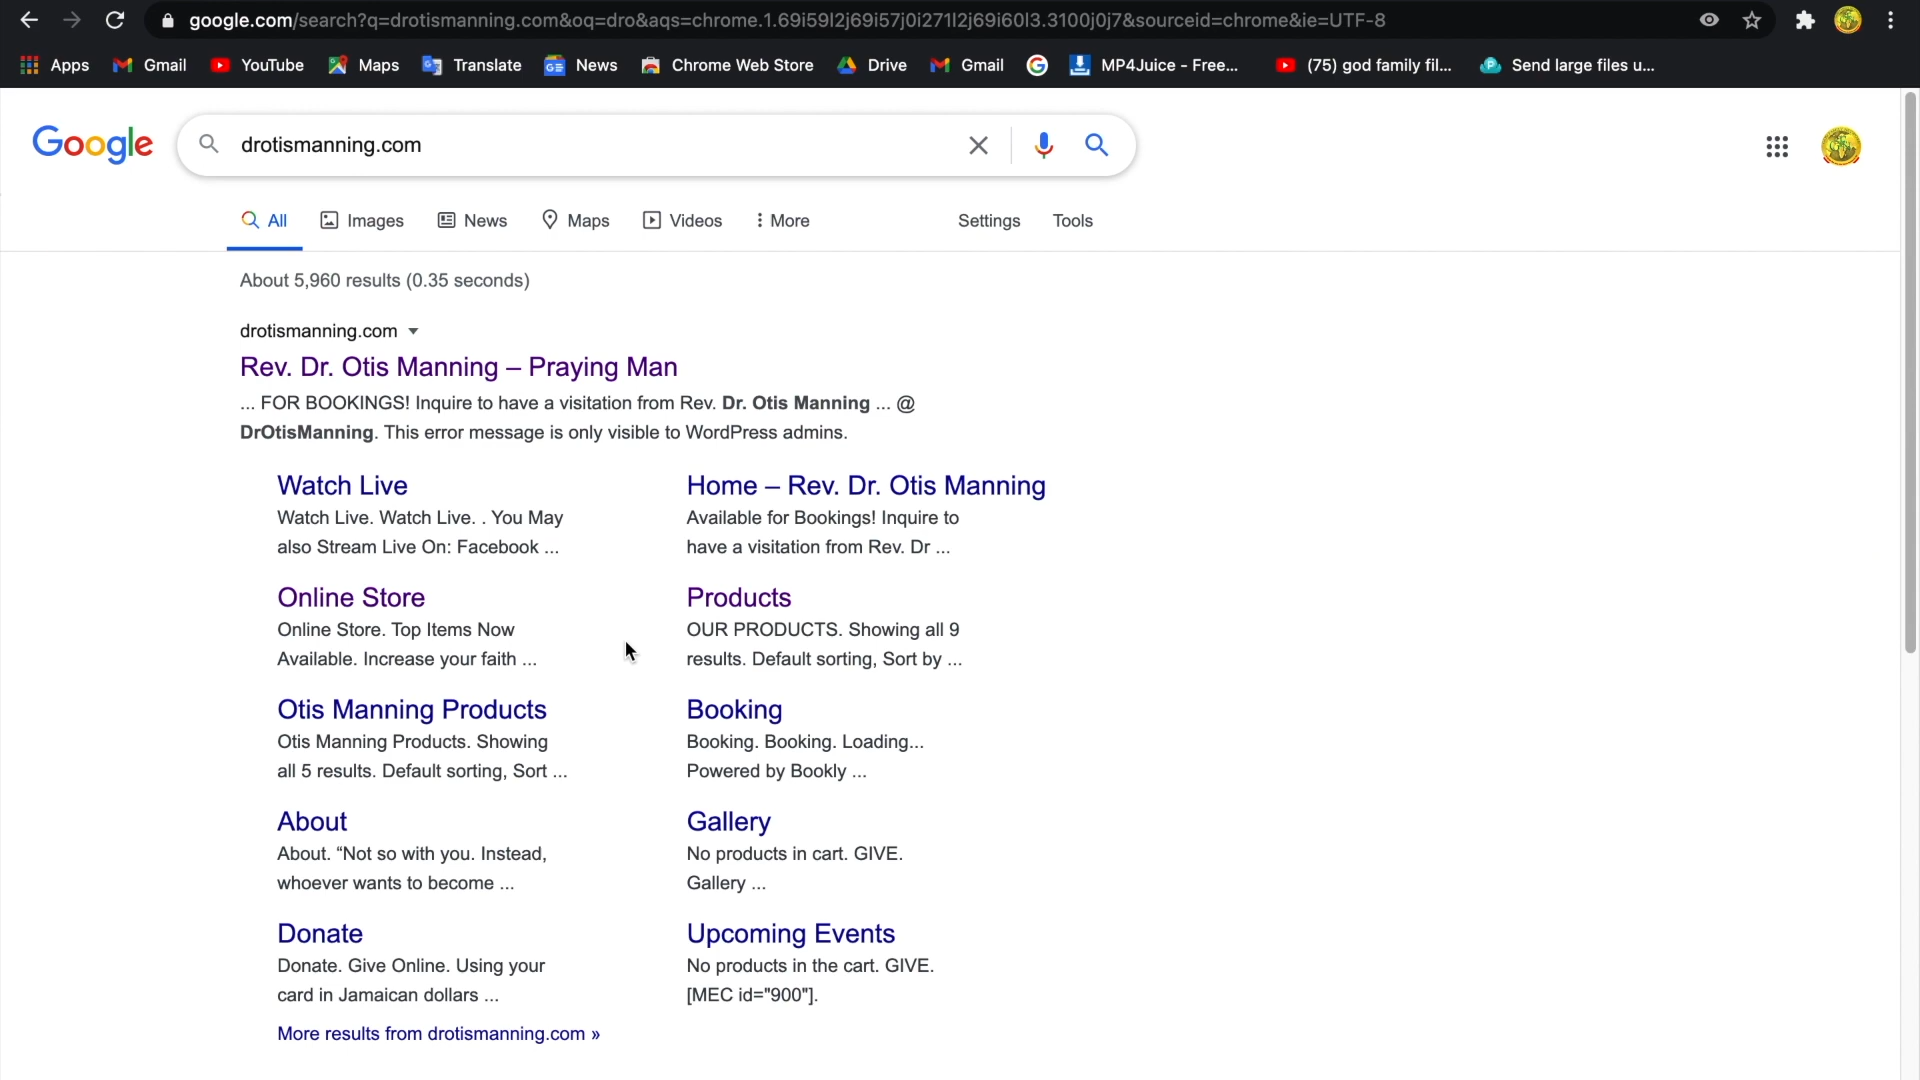 google.com/search?q=drotismanning.com&oq=dro&aqs=chrome.1.69i59l2j69i57j0i271l2j69i60l3.3100j0j7&sourceid=chrome&ie=UTF-8
Apps Gmail YouTube Maps Translate News Chrome Web Store Drive Gmail MP4Juice - Free... (75) god family fil... Send large files u...
Google drotismanning.com
All Images News Maps Videos More Settings Tools
About 5,960 results (0.35 seconds)
drotismanning.com
Rev. Dr. Otis Manning – Praying Man
... FOR BOOKINGS! Inquire to have a visitation from Rev. Dr. Otis Manning ... @
DrOtisManning. This error message is only visible to WordPress admins.
Watch Live
Watch Live. Watch Live. . You May
also Stream Live On: Facebook ...
Home – Rev. Dr. Otis Manning
Available for Bookings! Inquire to
have a visitation from Rev. Dr ...
Online Store
Online Store. Top Items Now
Available. Increase your faith ...
Products
OUR PRODUCTS. Showing all 9
results. Default sorting, Sort by ...
Otis Manning Products
Otis Manning Products. Showing
all 5 results. Default sorting, Sort ...
Booking
Booking. Booking. Loading...
Powered by Bookly ...
About
About. “Not so with you. Instead,
whoever wants to become ...
Gallery
No products in cart. GIVE.
Gallery ...
Donate
Donate. Give Online. Using your
card in Jamaican dollars ...
Upcoming Events
No products in the cart. GIVE.
[MEC id="900"].
More results from drotismanning.com »